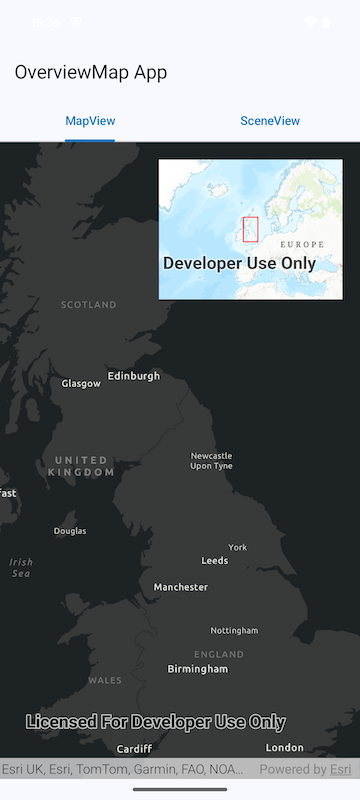 OverviewMap App
MapView
SceneView
EUROPE
Developer Use Only
SCOTLAND
Edinburgh
Glasgow
UNITED
KINGDOM
Newcastle
Upon Tyne
fast
Douglas
York
Irish
Sea
Leeds
Manchester
Nottingham
ENGLAND
Birmingham
WALES
Licensed For Developer Use Only
Cardiff
London
Esri UK, Esri, TomTom, Garmin, FAO, NOA...
Powered by Esri